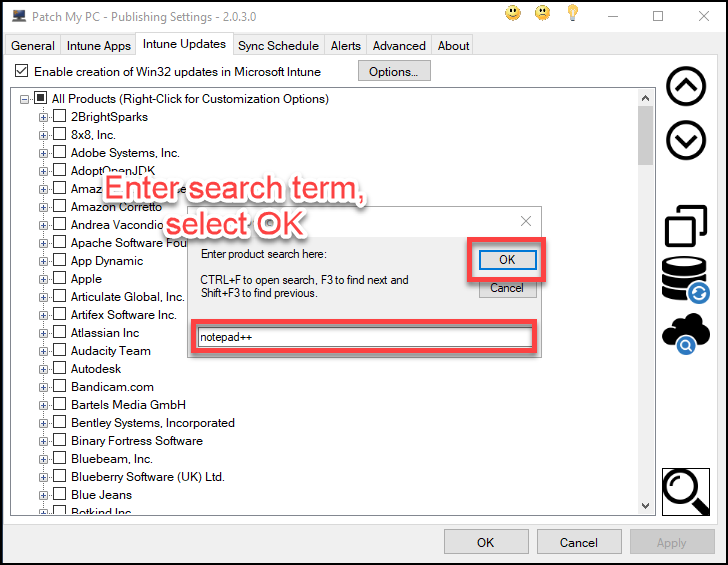 Patch My PC - Publishing Settings - 2.0.3.0
General Intune Apps Intune Updates Sync Schedule Alerts Advanced About
Enable creation of Win32 updates in Microsoft Intune Options...
All Products (Right-Click for Customization Options)
2BrightSparks
8x8, Inc.
Adobe Systems, Inc.
AdoptOpenJDK
Enter search term,
select OK
Amazon Corretto
Andrea Vacondio
Apache Software
App Dynamic
Apple
Articulate Global, Inc.
Artifex Software Inc.
Atlassian Inc
Audacity Team
Autodesk
Bandicam.com
Bartels Media GmbH
Bentley Systems, Incorporated
Binary Fortress Software
Bluebeam, Inc.
Blueberry Software (UK) Ltd.
Blue Jeans
Botkind Inc
Enter product search here:
CTRL+F to open search, F3 to find next and
Shift+F3 to find previous.
OK
Cancel
notepad++
OK Cancel Apply